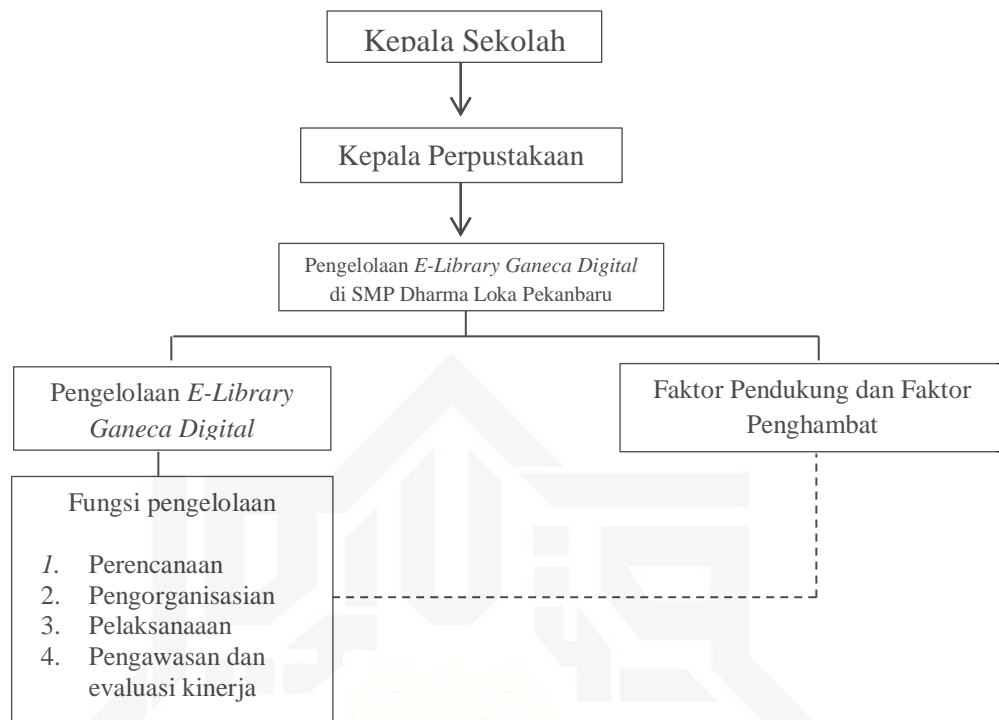 Kepala Sekolah
Kepala Perpustakaan
Pengelolaan E-Library Ganeca Digital
di SMP Dharma Loka Pekanbaru
Pengelolaan E-Library
Ganeca Digital
Faktor Pendukung dan Faktor
Penghambat
Fungsi pengelolaan
1. Perencanaan
2. Pengorganisasian
3. Pelaksanaaan
4. Pengawasan dan
evaluasi kinerja